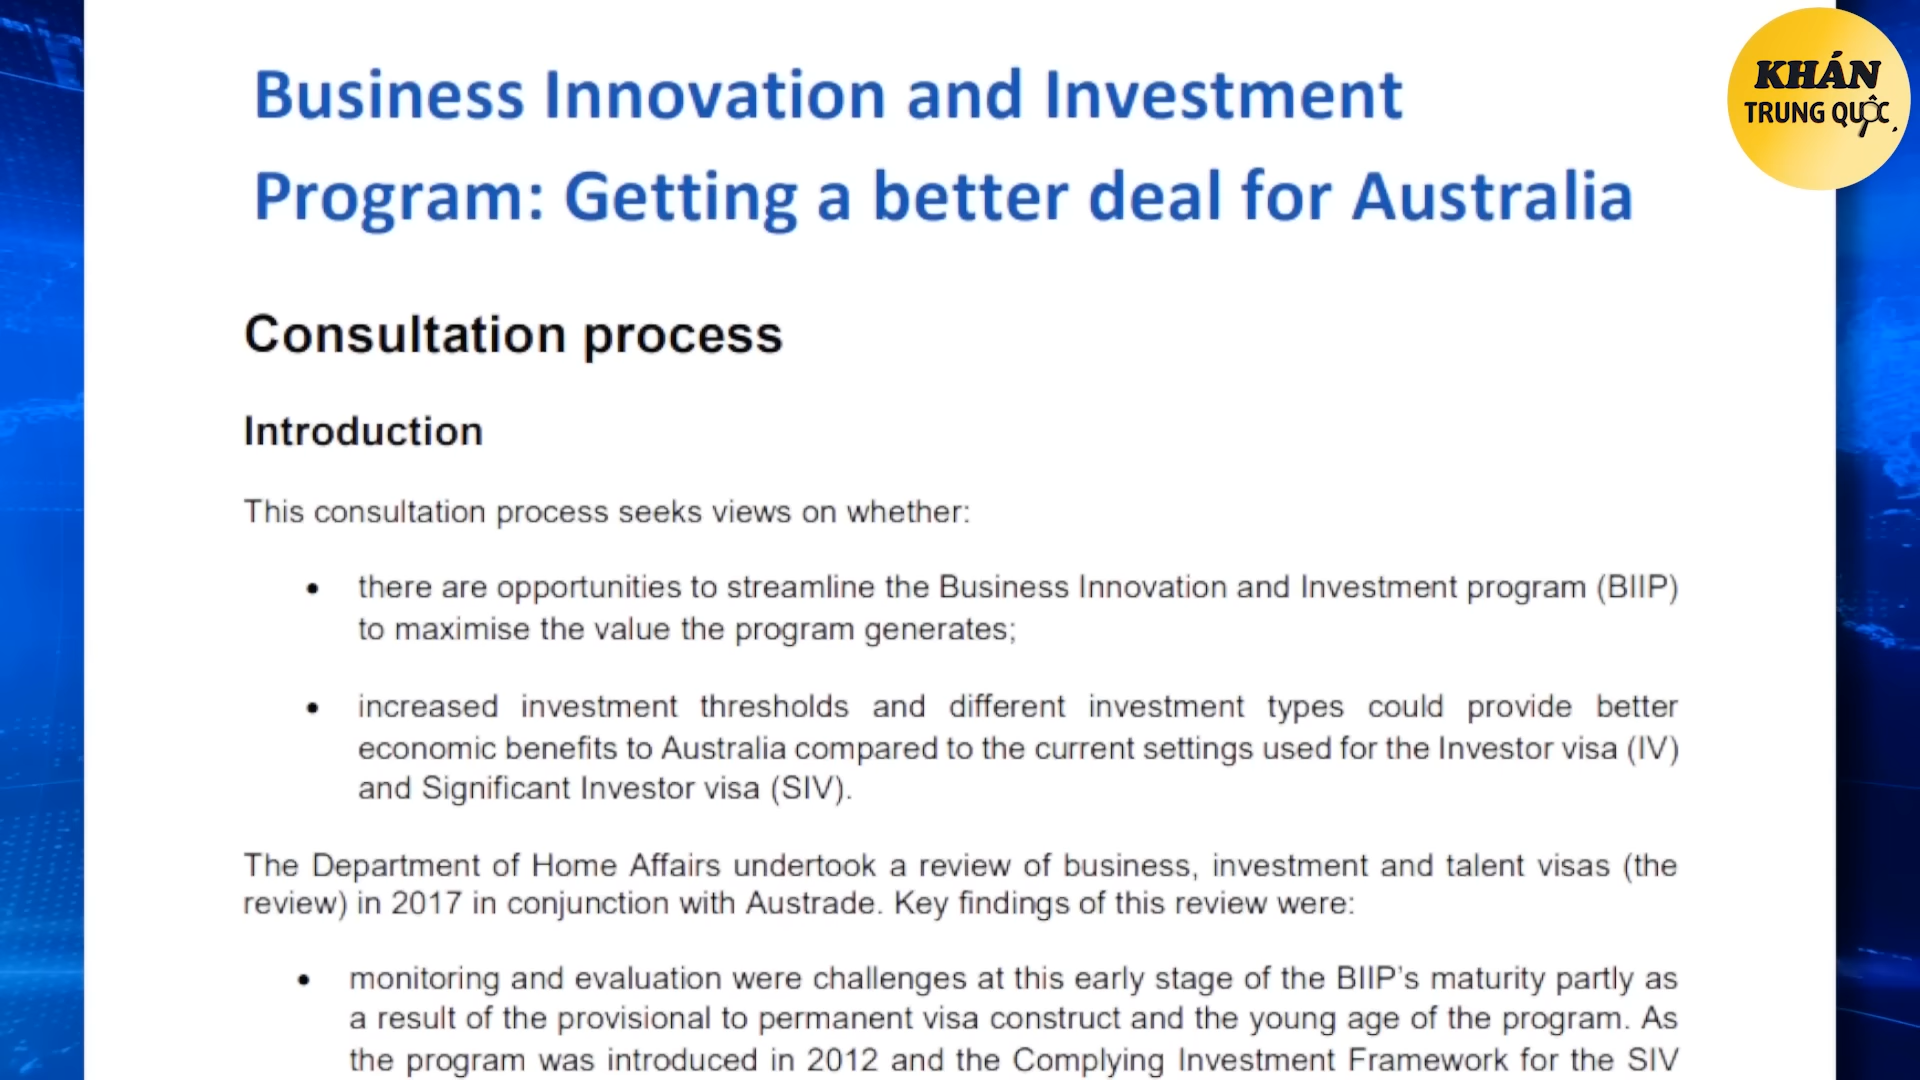 Business Innovation and Investment
Program: Getting a better deal for Australia
KHÁN
TRUNG QUỐC
Consultation process
Introduction
This consultation process seeks views on whether:
• there are opportunities to streamline the Business Innovation and Investment program (BIIP)
to maximise the value the program generates;
• increased investment thresholds and different investment types could provide better
economic benefits to Australia compared to the current settings used for the Investor visa (IV)
and Significant Investor visa (SIV).
The Department of Home Affairs undertook a review of business, investment and talent visas (the
review) in 2017 in conjunction with Austrade. Key findings of this review were:
• monitoring and evaluation were challenges at this early stage of the BIIP's maturity partly as
a result of the provisional to permanent visa construct and the young age of the program. As
the program was introduced in 2012 and the Complying Investment Framework for the SIV